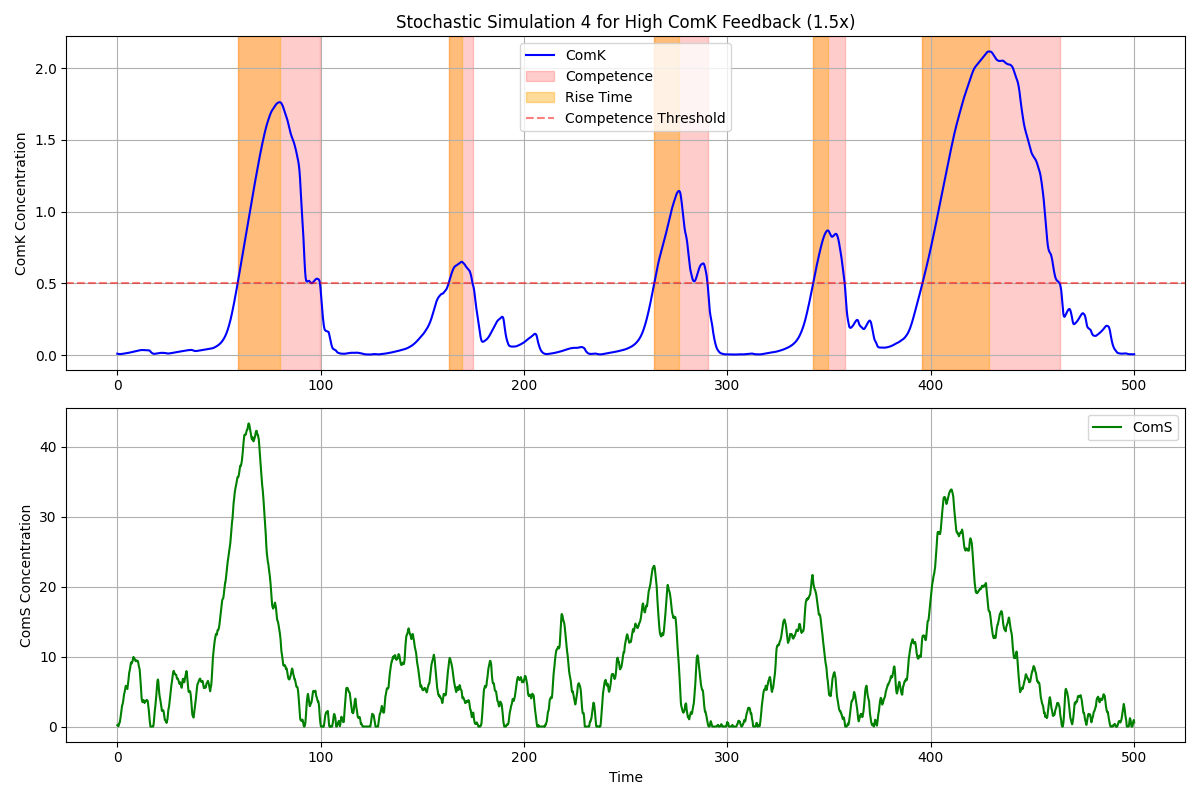 Stochastic Simulation 4 for High ComK Feedback (1.5x)
ComK Concentration
2.0
1.5
1.0
0.5
0.0
ComK
Competence
Rise Time
Competence Threshold
0 100 200 300 400 500
ComS Concentration
40
30
20
10
0
ComS
0 100 200 300 400 500
Time